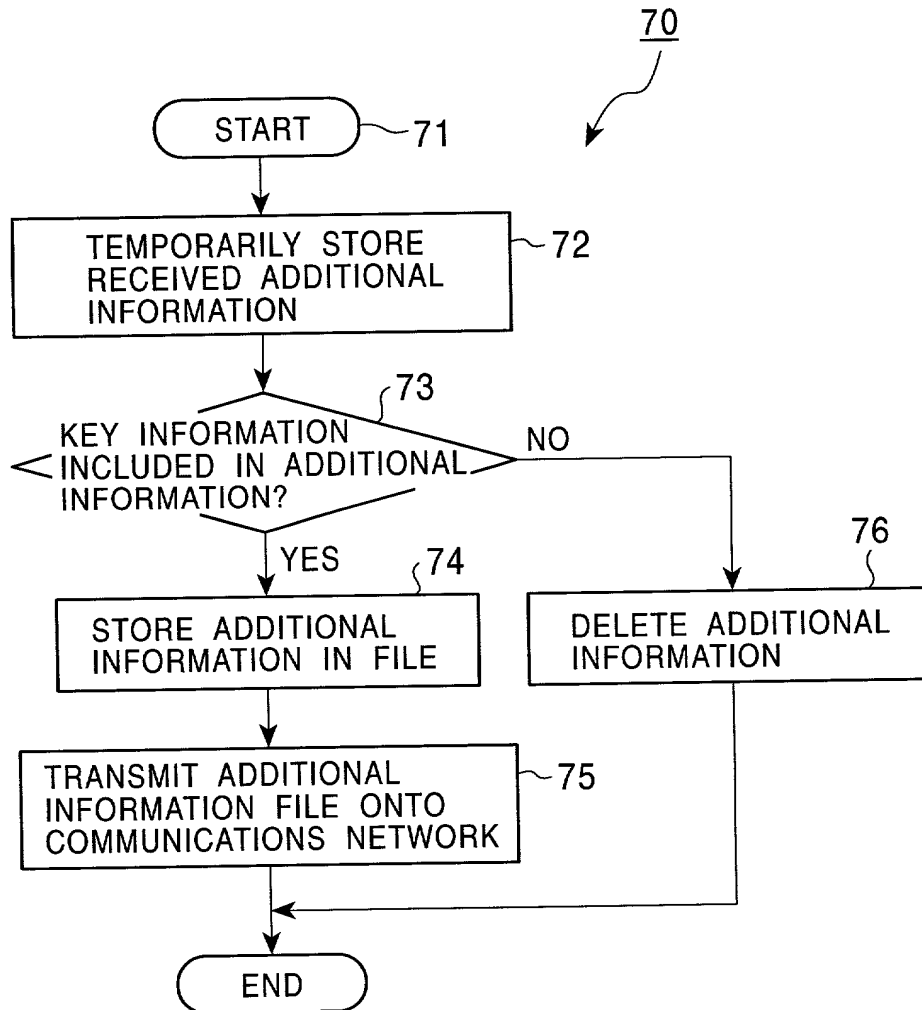 70
START
71
TEMPORARILY STORE
RECEIVED ADDITIONAL
INFORMATION
72
73
KEY INFORMATION
INCLUDED IN ADDITIONAL
INFORMATION?
NO
YES
74
STORE ADDITIONAL
INFORMATION IN FILE
76
DELETE ADDITIONAL
INFORMATION
TRANSMIT ADDITIONAL
INFORMATION FILE ONTO
COMMUNICATIONS NETWORK
75
END